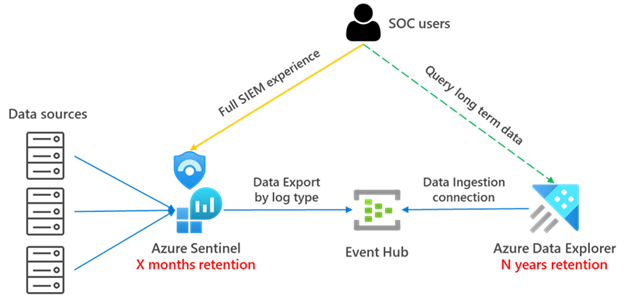 SOC users
Full SIEM experience
Query long term data
Data sources
Data Export
by log type
Data Ingestion
connection
Azure Sentinel
X months retention
Event Hub
Azure Data Explorer
N years retention